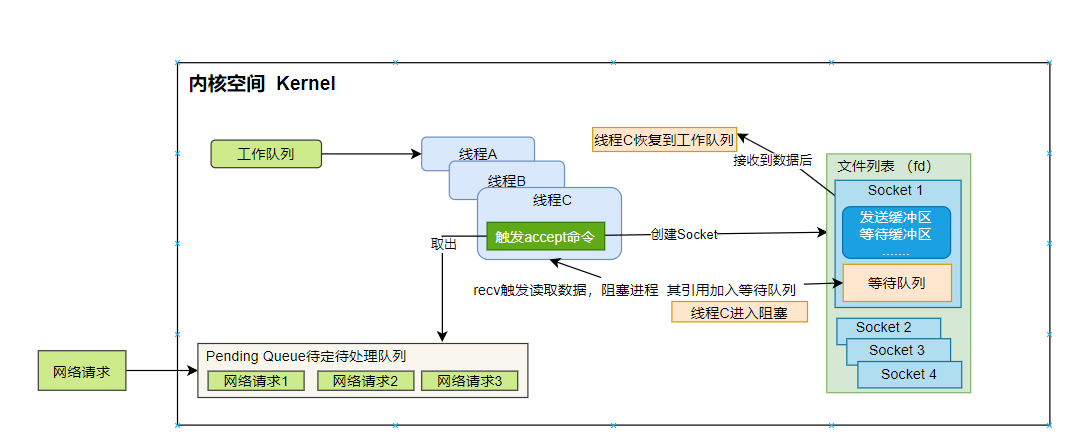 内核空间 Kernel
工作队列
线程A
线程B
线程C
触发accept命令
取出
创建Socket
线程C恢复到工作队列
接收到数据后
文件列表 （fd）
Socket 1
发送缓冲区
等待缓冲区
.......
等待队列
recv触发读取数据，阻塞进程 其引用加入等待队列
线程C进入阻塞
Socket 2
Socket 3
Socket 4
网络请求
Pending Queue待定待处理队列
网络请求1
网络请求2
网络请求3